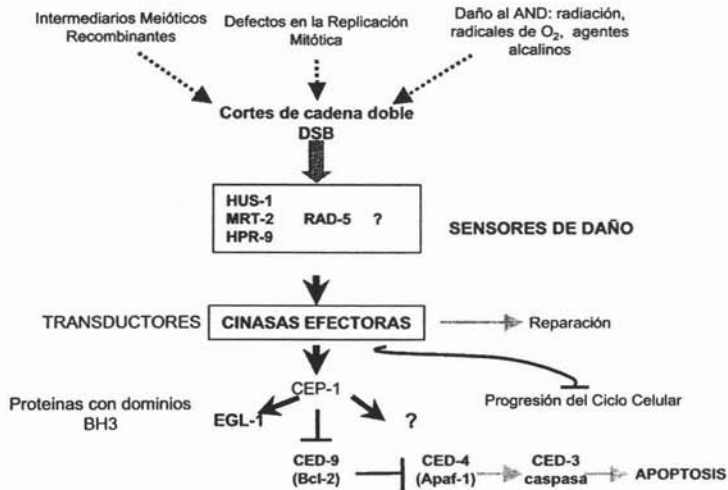 Intermediarios Meióticos
Recombinantes
Defectos en la Replicación
Mitótica
Daño al AND: radiación,
radicales de O₂, agentes
alcalinos
Cortes de cadena doble
DSB
HUS-1
MRT-2 RAD-5 ?
HPR-9
SENSORES DE DAÑO
TRANSDUCTORES
CINASAS EFECTORAS
Reparación
CEP-1
Progresión del Ciclo Celular
Proteinas con dominios
BH3
EGL-1
?
CED-9
(Bcl-2)
CED-4
(Apaf-1)
CED-3
caspasa
APOPTOSIS